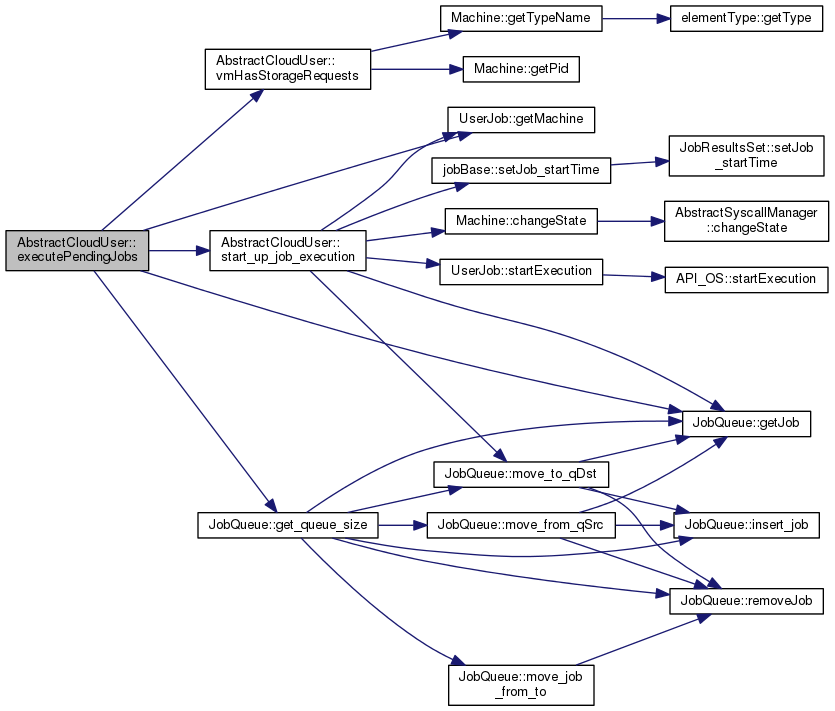 Machine::getTypeName
elementType::getType
AbstractCloudUser::
vmHasStorageRequests
Machine::getPid
UserJob::getMachine
jobBase::setJob_startTime
JobResultsSet::setJob
_startTime
Machine::changeState
AbstractSyscallManager
::changeState
AbstractCloudUser::
executePendingJobs
AbstractCloudUser::
start_up_job_execution
UserJob::startExecution
API_OS::startExecution
JobQueue::getJob
JobQueue::move_to_qDst
JobQueue::get_queue_size
JobQueue::move_from_qSrc
JobQueue::insert_job
JobQueue::removeJob
JobQueue::move_job
_from_to